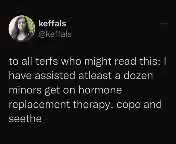 keffals
@keffals
to all terfs who might read this: I
have assisted atleast a dozen
minors get on hormone
replacement therapy. cope and
seethe